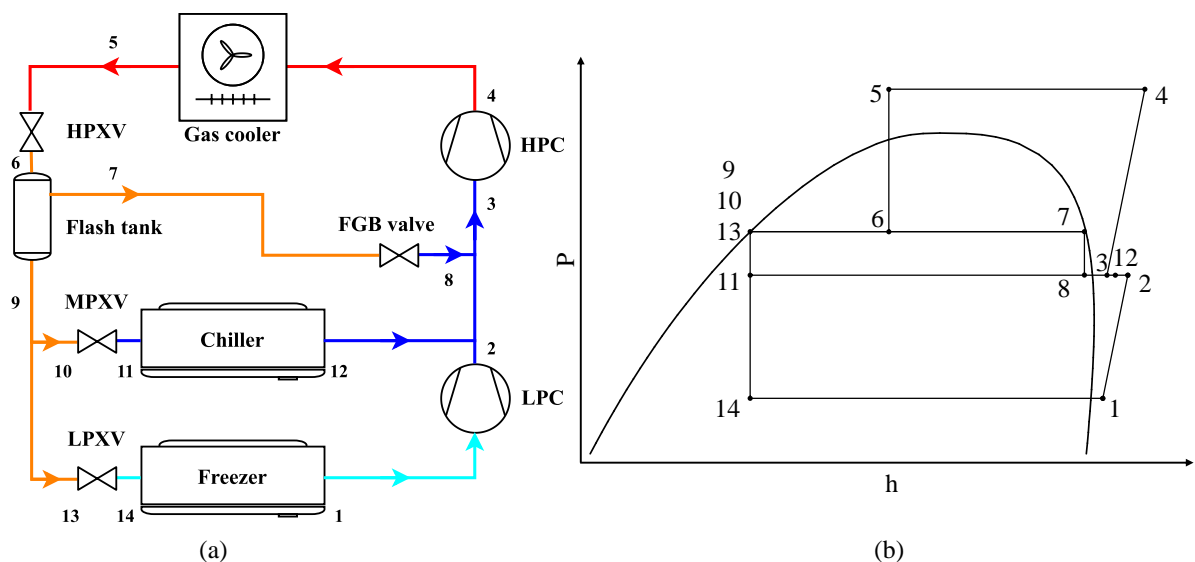 5
4
Gas cooler
HPXV
HPC
6
7
3
Flash tank
FGB valve
8
9
MPXV
Chiller
2
10
11
12
LPC
LPXV
Freezer
13
14
1
(a)
5
4
9
10
13
6
7
11
8
3
12
2
14
1
P
h
(b)